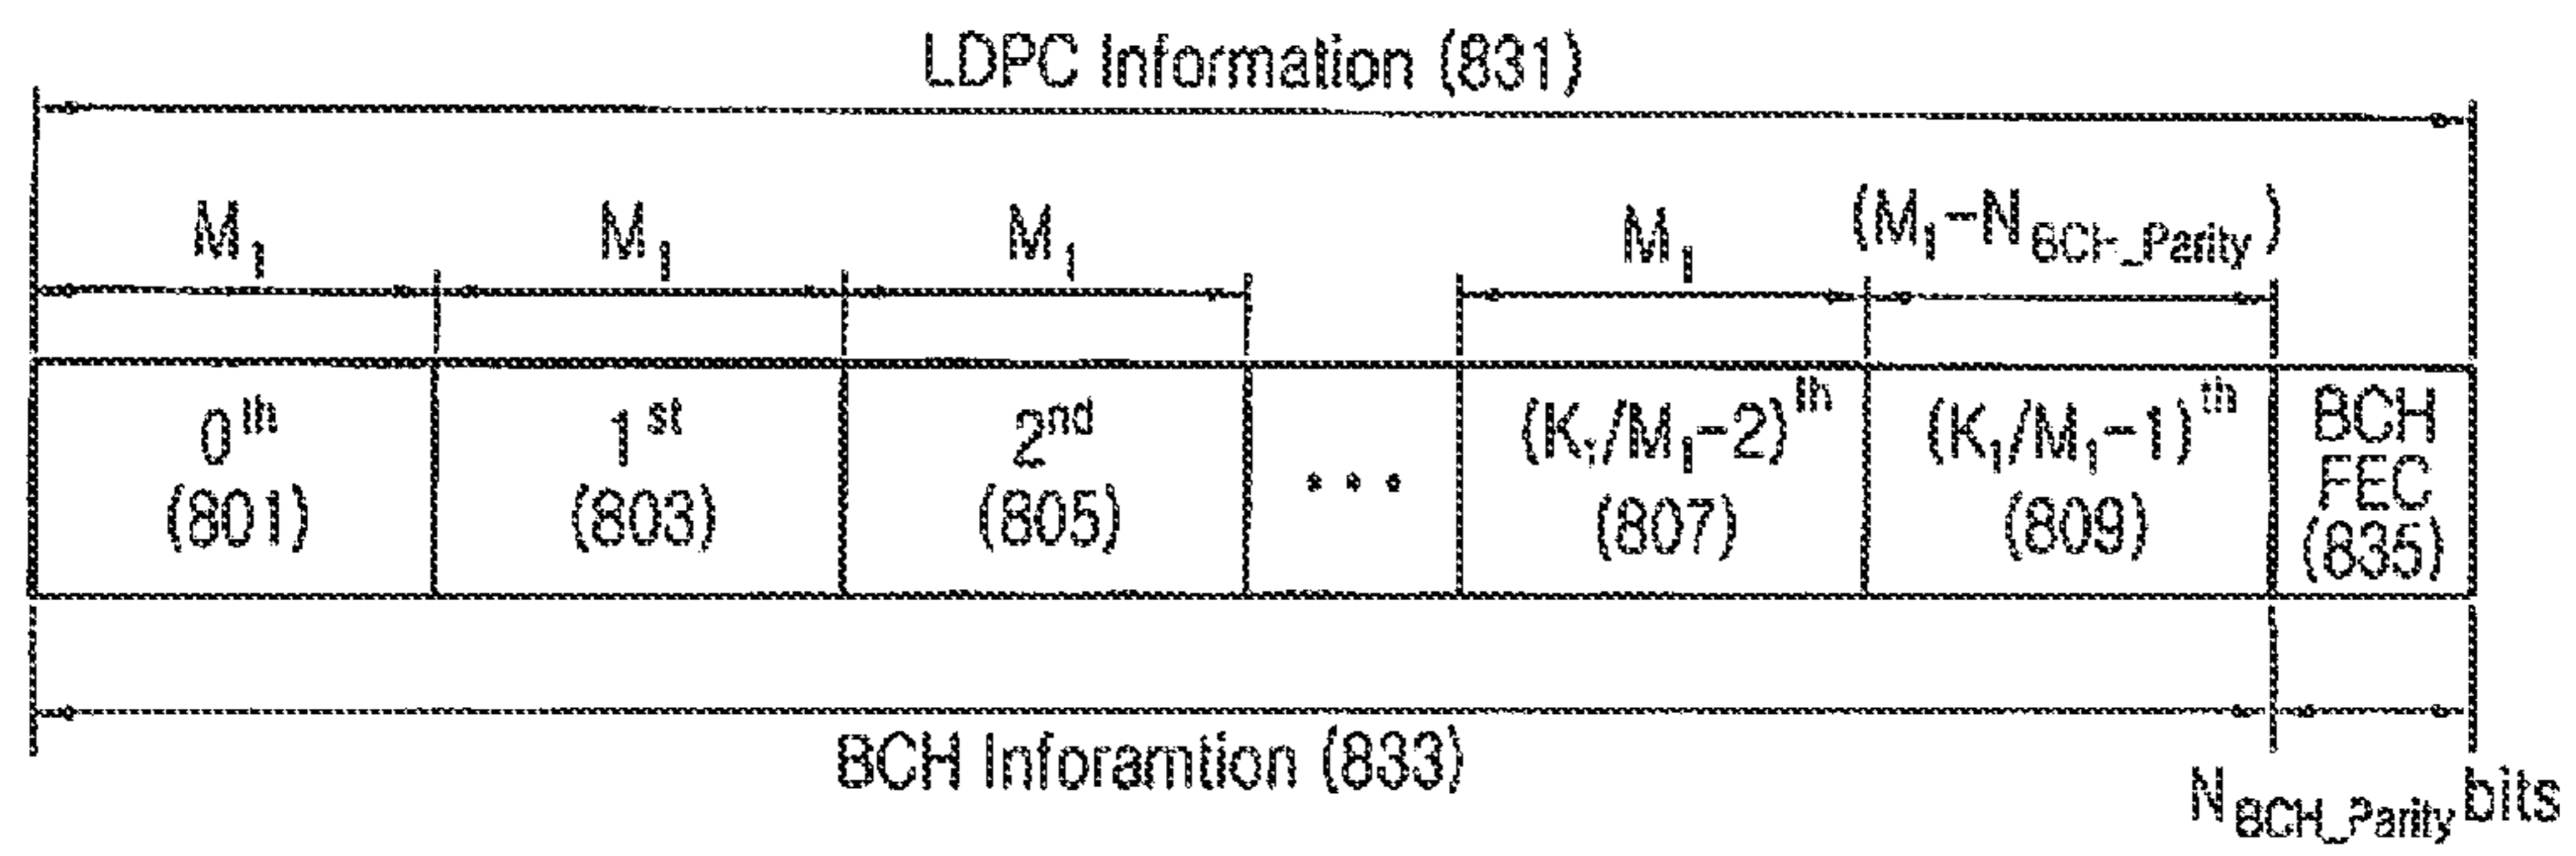 LDPC Information (831)
M1 M1 M1 M1 (M1-NBCH_Parity)
0th 1st 2nd (K1/M1-2)th (K1/M1-1)th BCH
FEC
(801) (803) (805) ... (807) (809) (835)
BCH Inforamtion (833)
NBCH_Parity bits